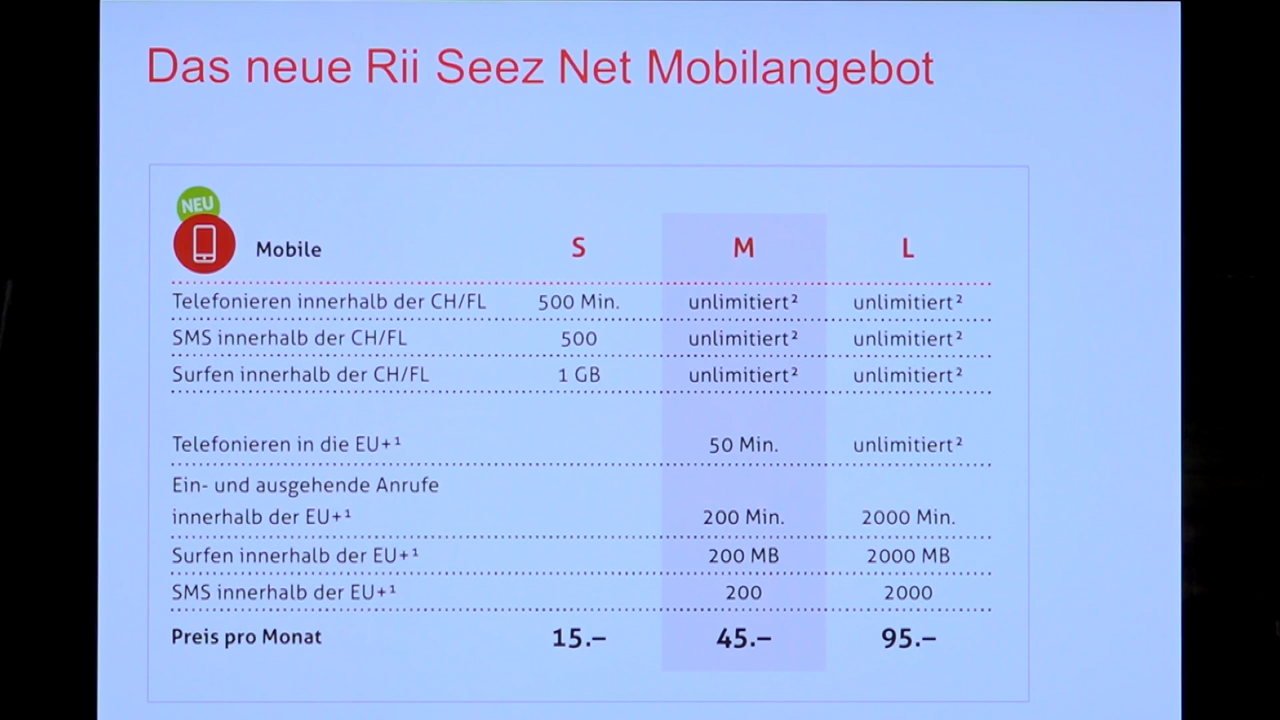 Das neue Rii Seez Net Mobilangebot
NEU
Mobile S M L
Telefonieren innerhalb der CH/FL 500 Min. unlimitiert² unlimitiert²
SMS innerhalb der CH/FL 500 unlimitiert² unlimitiert²
Surfen innerhalb der CH/FL 1 GB unlimitiert² unlimitiert²
Telefonieren in die EU+¹ 50 Min. unlimitiert²
Ein- und ausgehende Anrufe
innerhalb der EU+¹ 200 Min. 2000 Min.
Surfen innerhalb der EU+¹ 200 MB 2000 MB
SMS innerhalb der EU+¹ 200 2000
Preis pro Monat 15.– 45.– 95.–